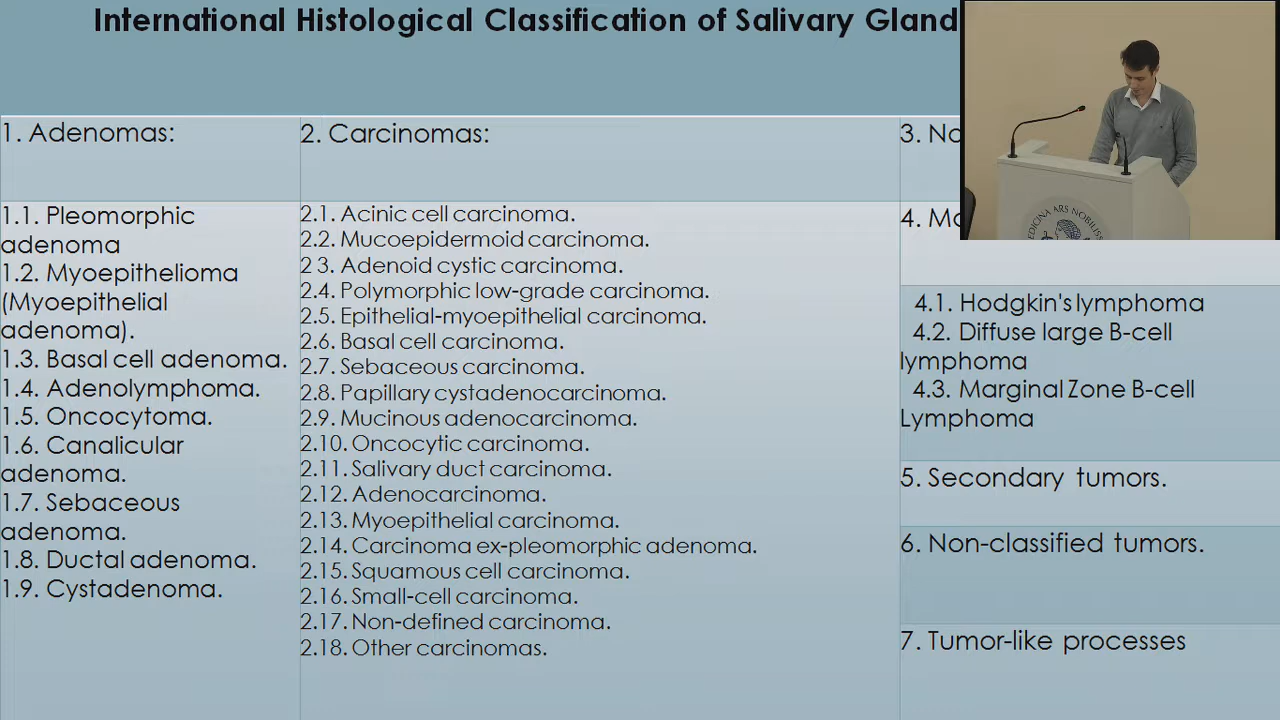 International Histological Classification of Salivary Gland
1. Adenomas:
2. Carcinomas:
1.1. Pleomorphic
adenoma
1.2. Myoepithelioma
(Myoepithelial
adenoma).
1.3. Basal cell adenoma.
1.4. Adenolymphoma.
1.5. Oncocytoma.
1.6. Canalicular
adenoma.
1.7. Sebaceous
adenoma.
1.8. Ductal adenoma.
1.9. Cystadenoma.
2.1. Acinic cell carcinoma.
2.2. Mucoepidermoid carcinoma.
2 3. Adenoid cystic carcinoma.
2.4. Polymorphic low-grade carcinoma.
2.5. Epithelial-myoepithelial carcinoma.
2.6. Basal cell carcinoma.
2.7. Sebaceous carcinoma.
2.8. Papillary cystadenocarcinoma.
2.9. Mucinous adenocarcinoma.
2.10. Oncocytic carcinoma.
2.11. Salivary duct carcinoma.
2.12. Adenocarcinoma.
2.13. Myoepithelial carcinoma.
2.14. Carcinoma ex-pleomorphic adenoma.
2.15. Squamous cell carcinoma.
2.16. Small-cell carcinoma.
2.17. Non-defined carcinoma.
2.18. Other carcinomas.
3.
4.
4.1. Hodgkin's lymphoma
4.2. Diffuse large B-cell
lymphoma
4.3. Marginal Zone B-cell
Lymphoma
5. Secondary tumors.
6. Non-classified tumors.
7. Tumor-like processes
MEDICINA ARS NOBILISS